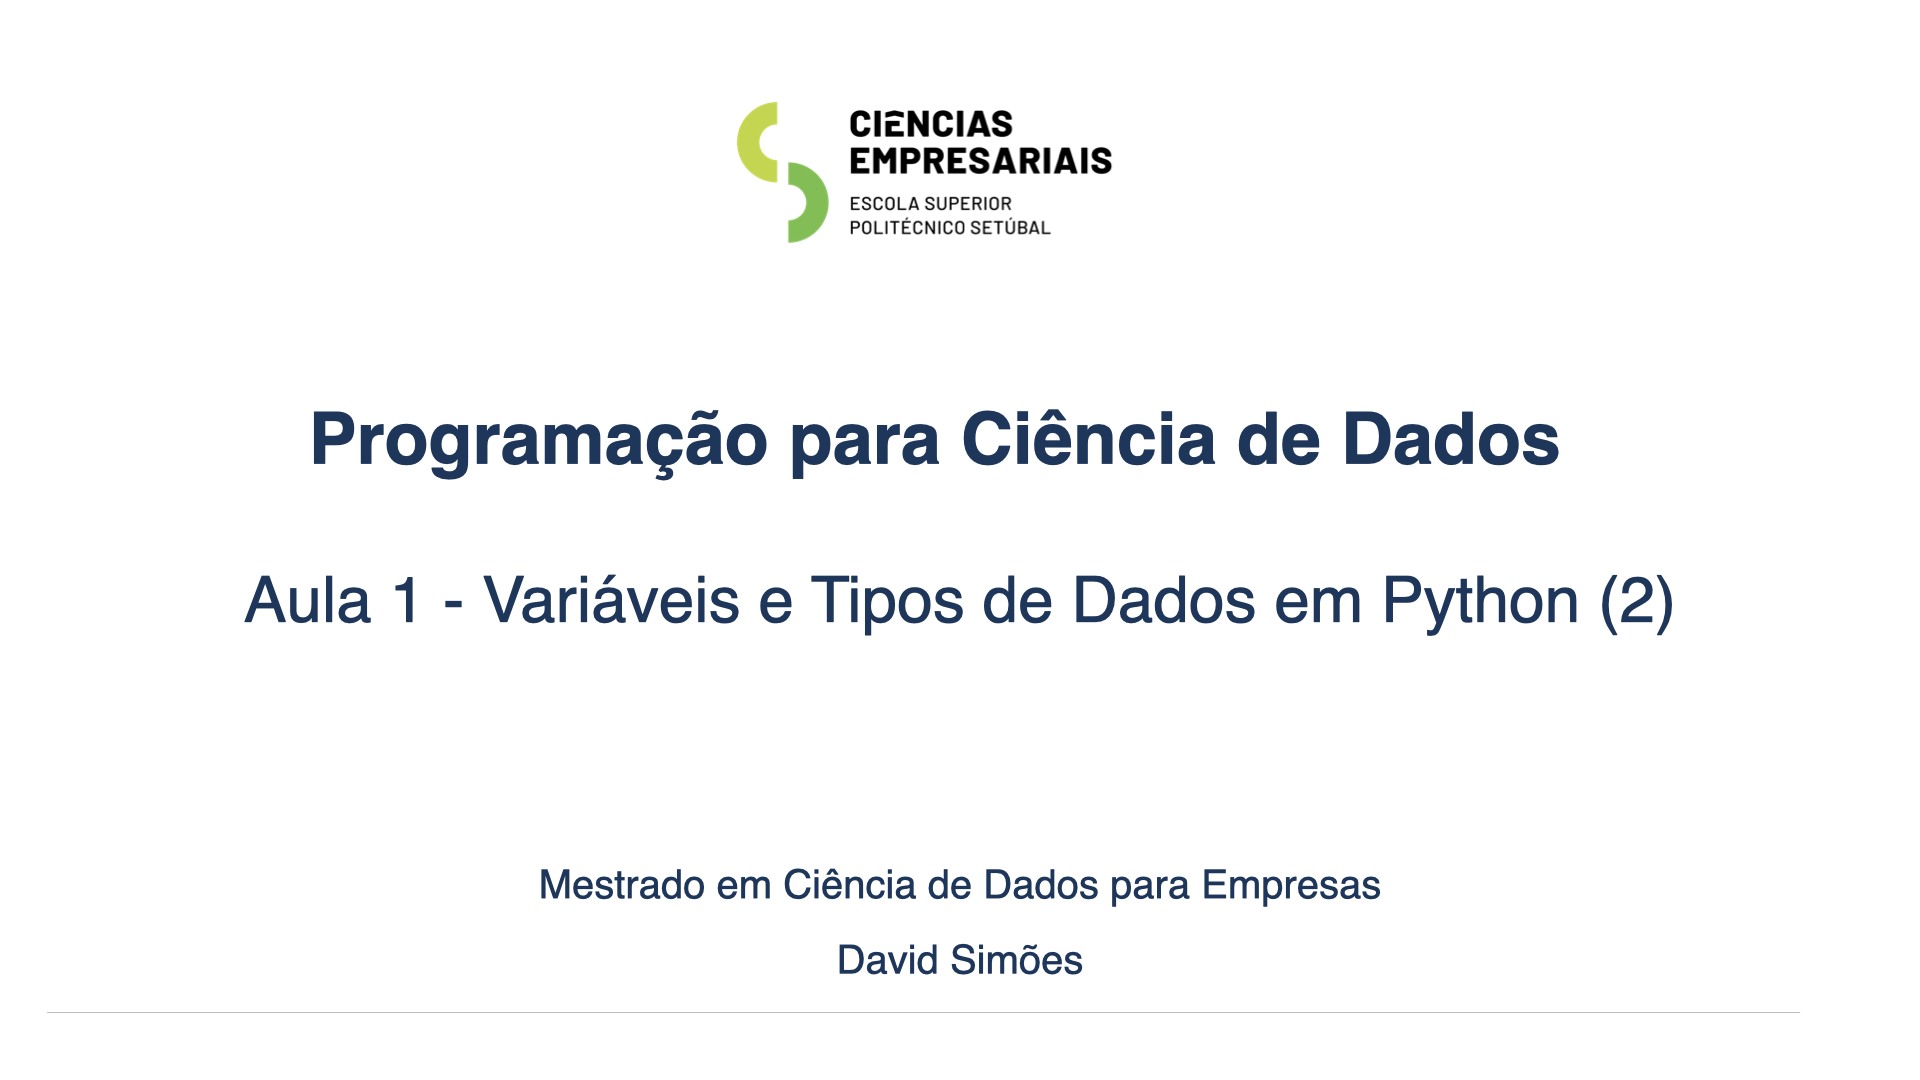 CIÊNCIAS
EMPRESARIAIS
ESCOLA SUPERIOR
POLITÉCNICO SETÚBAL
Programação para Ciência de Dados
Aula 1 - Variáveis e Tipos de Dados em Python (2)
Mestrado em Ciência de Dados para Empresas
David Simões